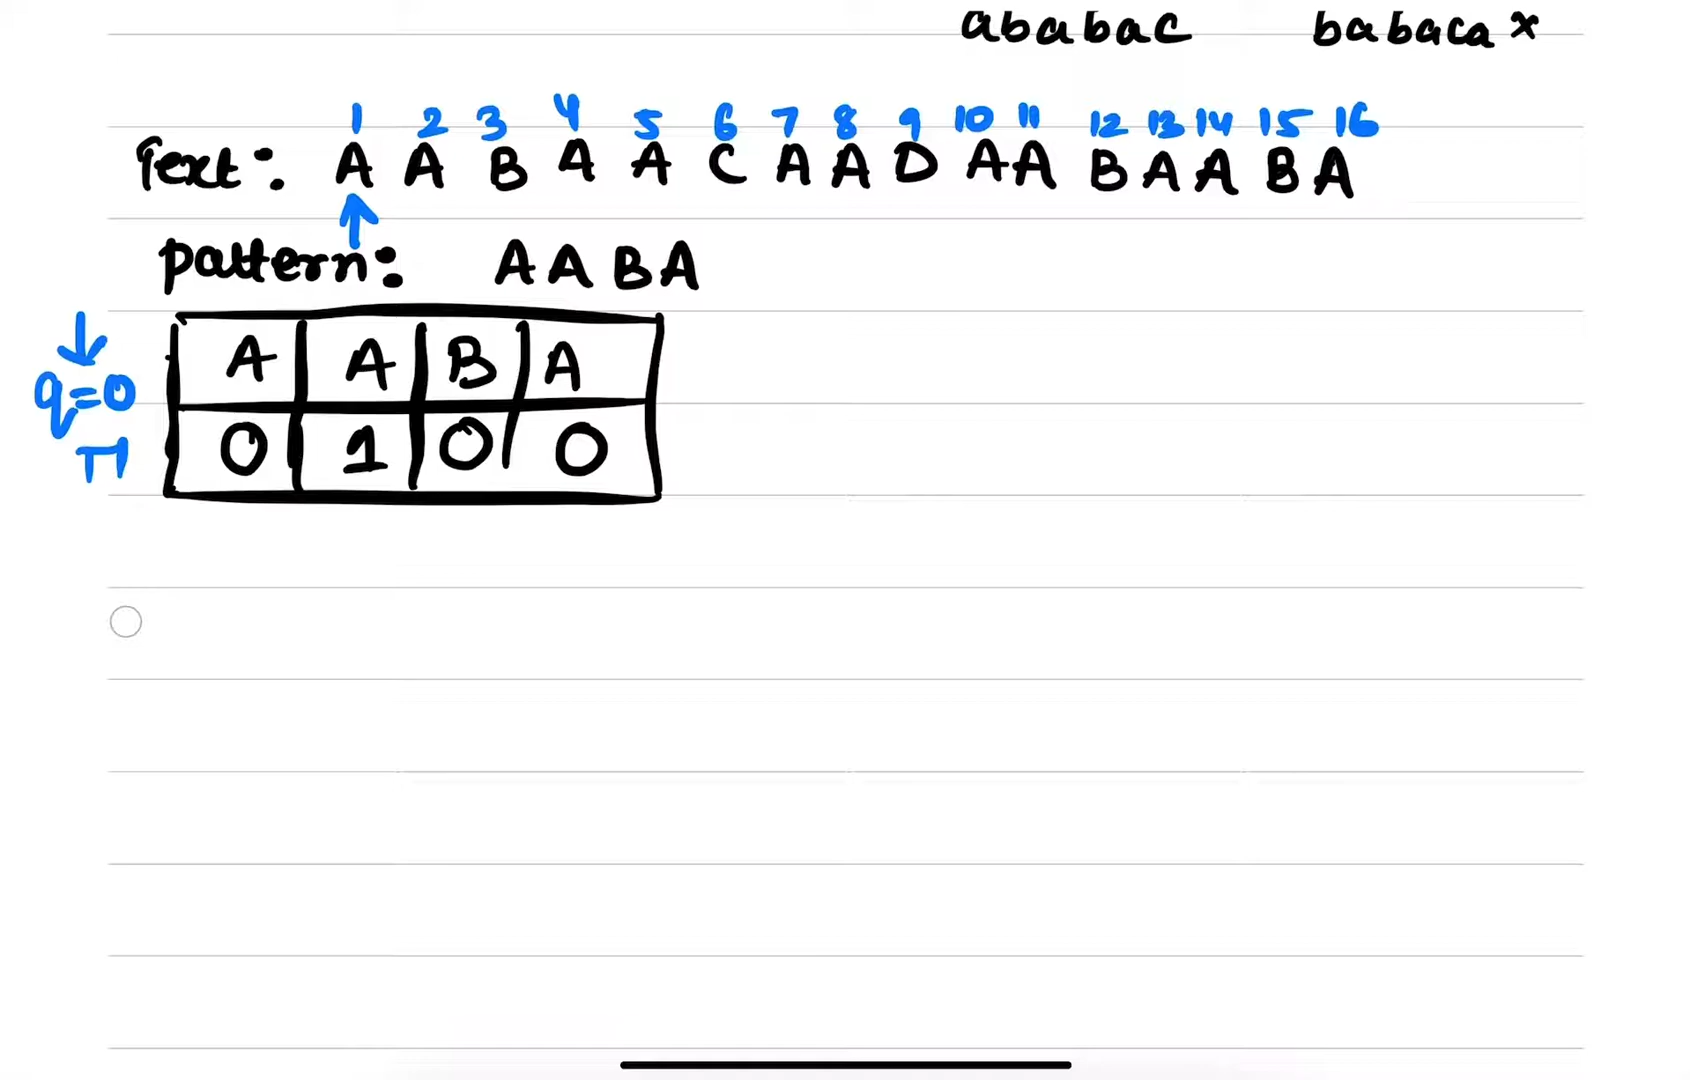 ababac babaca x
1 2 3 4 5 6 7 8 9 10 11 12 13 14 15 16
Text: A A B A A C A A D A A B A A B A
pattern: A A B A
A A B A
q=0
π 0 1 0 0